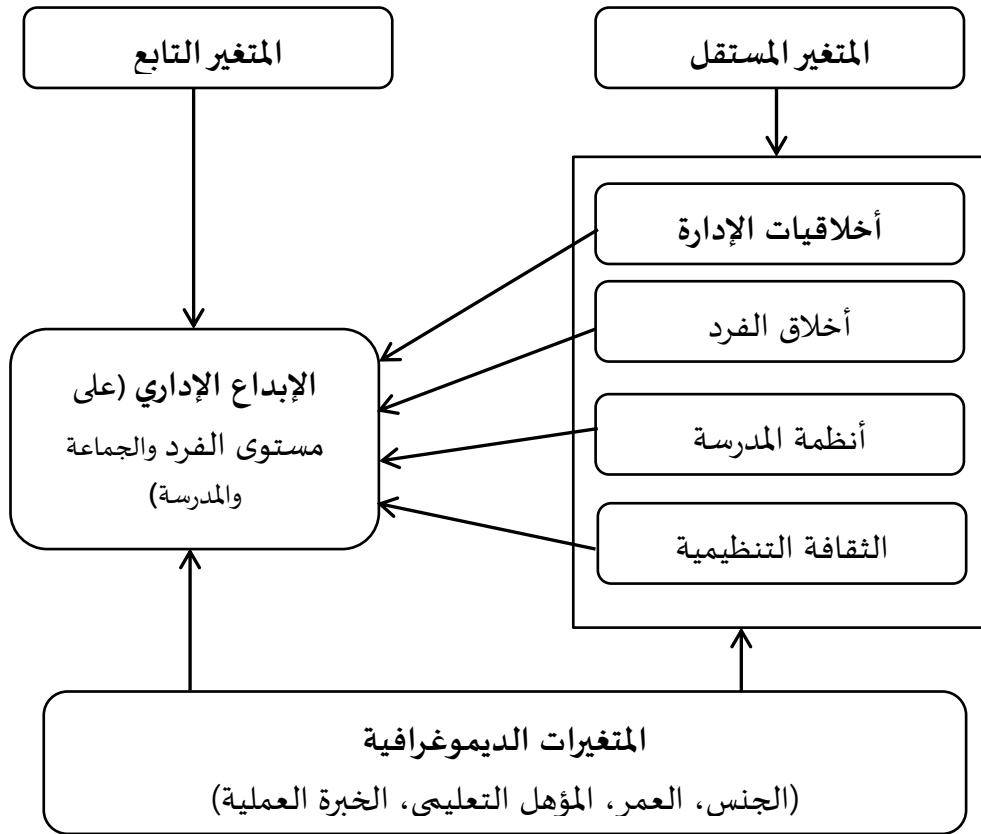 المتغير المستقل
المتغير التابع
أخلاقيات الإدارة
أخلاق الفرد
أنظمة المدرسة
الثقافة التنظيمية
الإبداع الإداري (على
مستوى الفرد والجماعة
والمدرسة)
المتغيرات الديموغرافية
(الجنس، العمر، المؤهل التعليمي، الخبرة العملية)